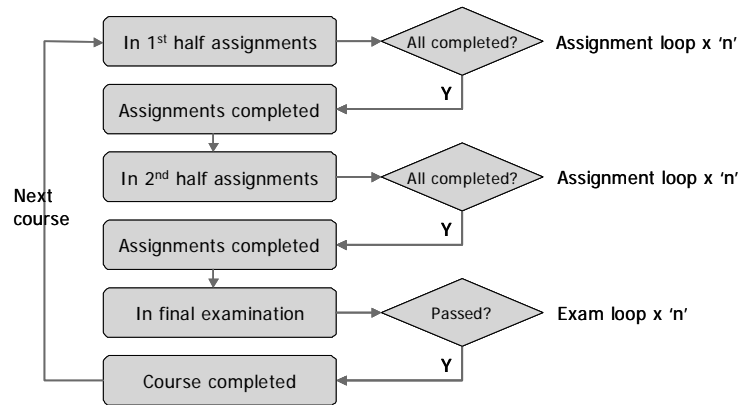 In 1st half assignments
All completed?
Assignment loop x ‘n’
Y
Assignments completed
In 2nd half assignments
All completed?
Assignment loop x ‘n’
Next
course
Y
Assignments completed
In final examination
Passed?
Exam loop x ‘n’
Y
Course completed